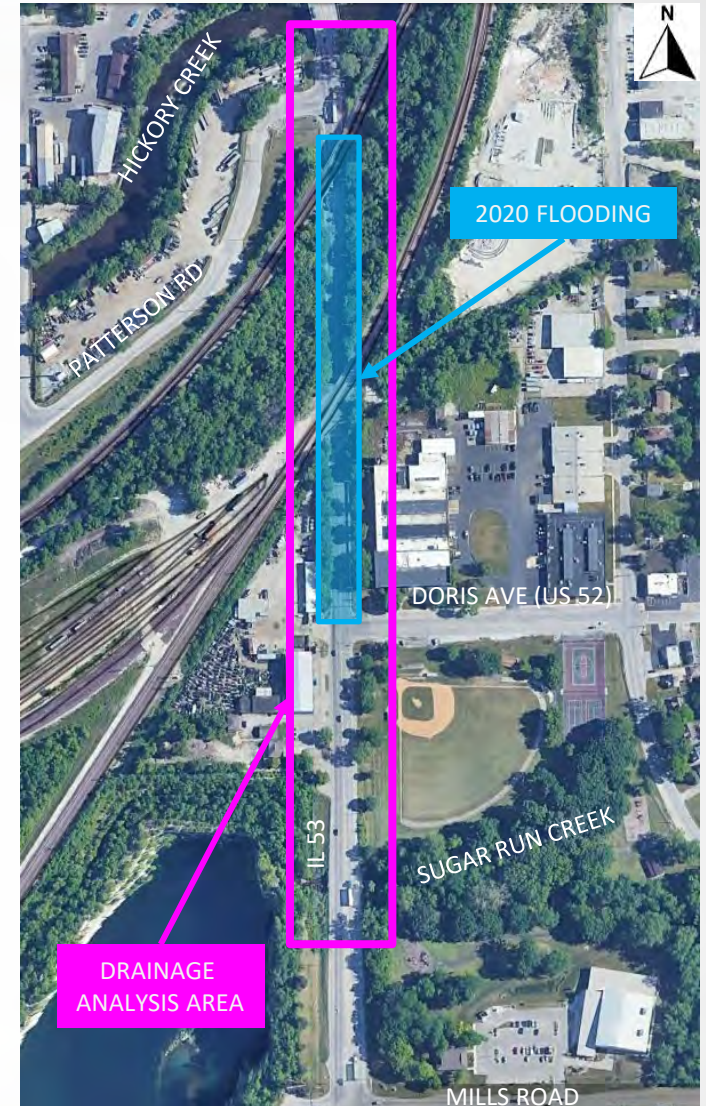 N
HICKORY CREEK
2020 FLOODING
PATTERSON RD
DORIS AVE (US 52)
IL 53
SUGAR RUN CREEK
DRAINAGE
ANALYSIS AREA
MILLS ROAD